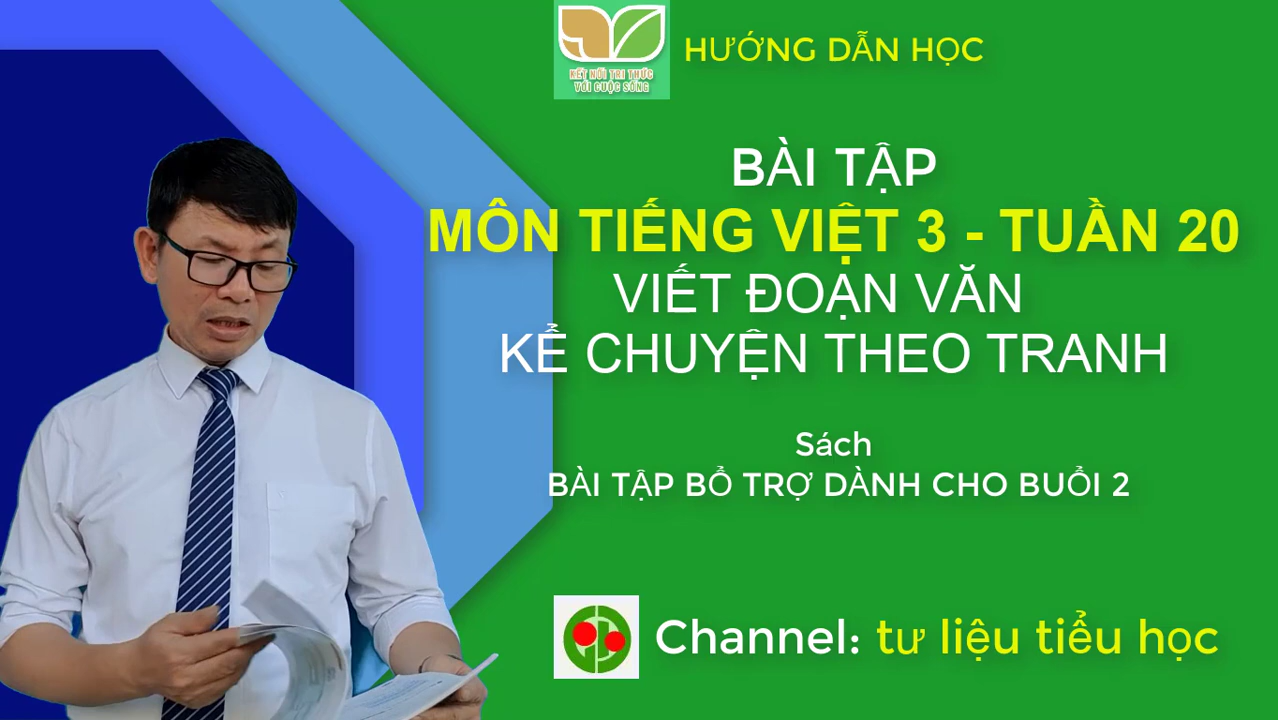 KẾT NỐI TRI THỨC
VỚI CUỘC SỐNG
HƯỚNG DẪN HỌC
BÀI TẬP
MÔN TIẾNG VIỆT 3 - TUẦN 20
VIẾT ĐOẠN VĂN
KỂ CHUYỆN THEO TRANH
Sách
BÀI TẬP BỔ TRỢ DÀNH CHO BUỔI 2
Channel: tư liệu tiểu học